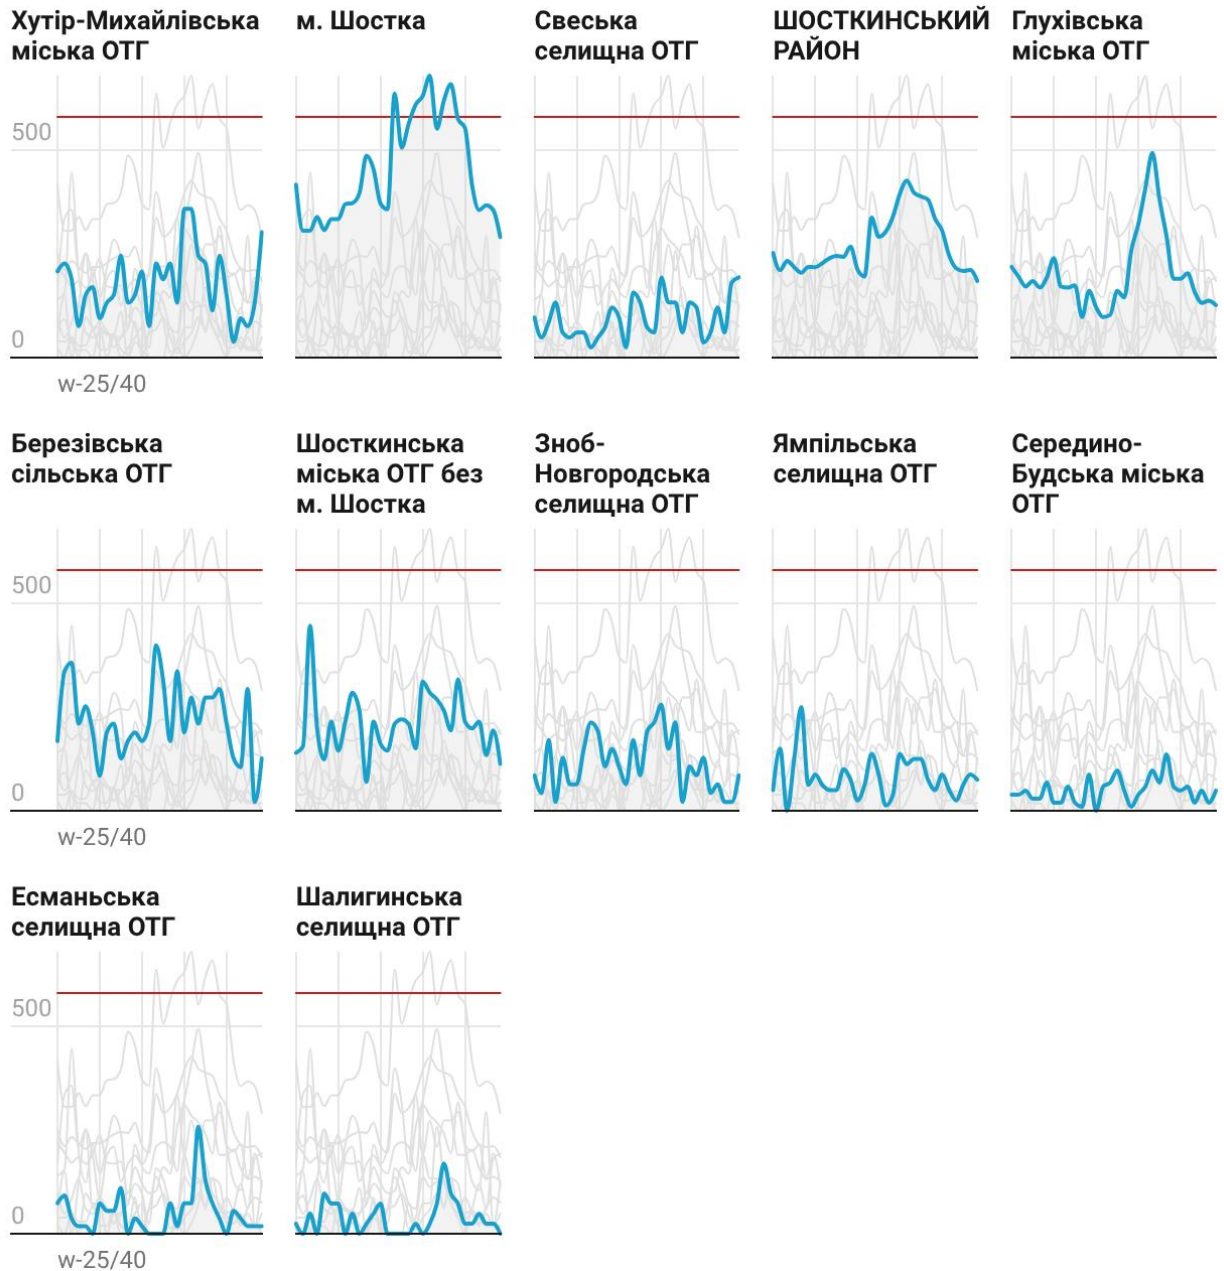 Хутір-Михайлівська
міська ОТГ
м. Шостка
Свеська
селищна ОТГ
ШОСТКИНСЬКИЙ
РАЙОН
Глухівська
міська ОТГ
500
0
w-25/40
Березівська
сільська ОТГ
Шосткинська
міська ОТГ без
м. Шостка
Зноб-
Новгородська
селищна ОТГ
Ямпільська
селищна ОТГ
Середино-
Будська міська
ОТГ
500
0
w-25/40
Есманьська
селищна ОТГ
Шалигинська
селищна ОТГ
500
0
w-25/40